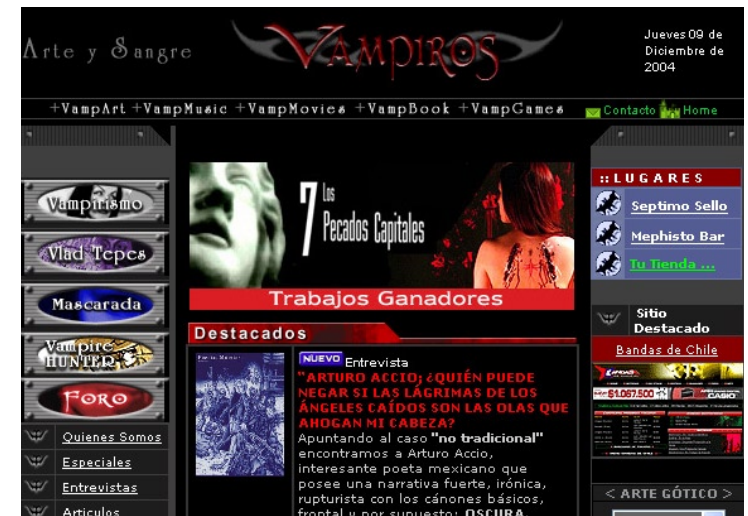 Arte y Sangre
VAMPIROS
Jueves 09 de
Diciembre de
2004
+VampArt +VampMusic +VampMovies +VampBook +VampGames
Contacto
Home
Vampirismo
Vlad Tepes
Mascarada
Vampire
HUNTER
FORO
Quienes Somos
Especiales
Entrevistas
Articulos
7
Los
Pecados Capitales
Trabajos Ganadores
Destacados
NUEVO Entrevista
"ARTURO ACCIO; ¿QUIÉN PUEDE
NEGAR SI LAS LÁGRIMAS DE LOS
ÁNGELES CAÍDOS SON LAS OLAS QUE
AHOGAN MI CABEZA?
Apuntando al caso "no tradicional"
encontramos a Arturo Accio,
interesante poeta mexicano que
posee una narrativa fuerte, irónica,
rupturista con los cánones básicos,
frontal y por supuesto: OSCURA.
::LUGARES
Septimo Sello
Mephisto Bar
Tu Tienda ...
Sitio
Destacado
Bandas de Chile
$1.067.500
CASIO
< ARTE GÓTICO >